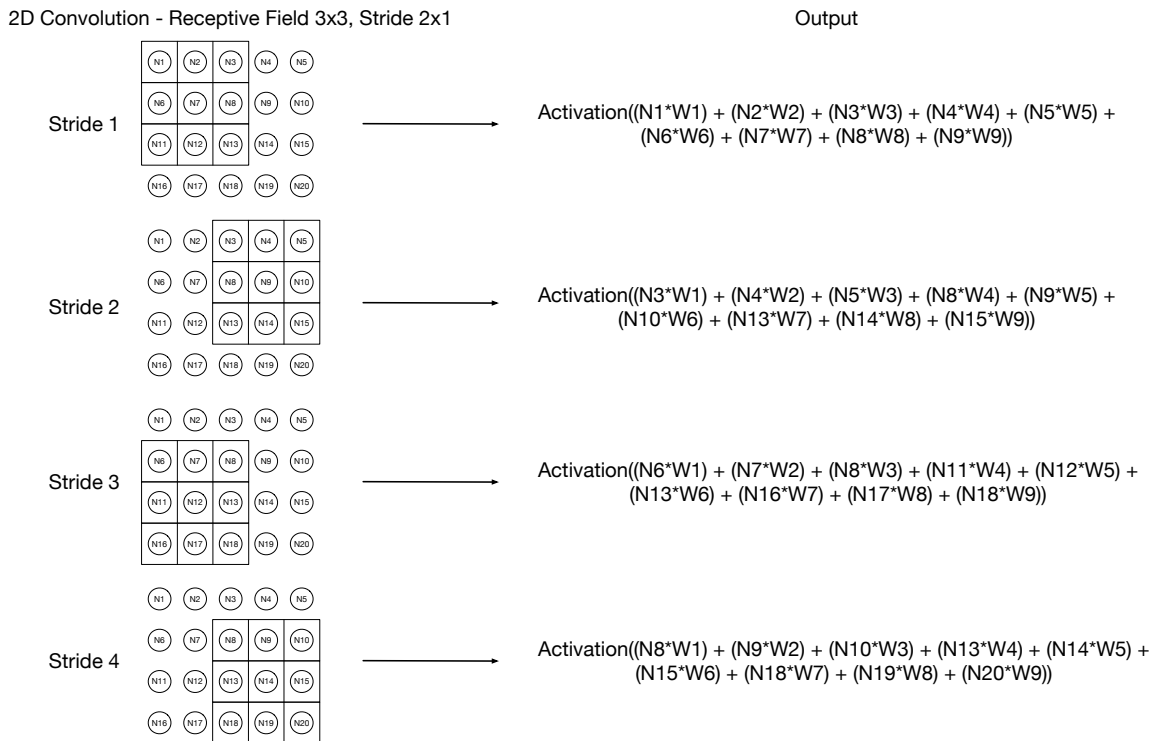 2D Convolution - Receptive Field 3x3, Stride 2x1
Output
N1 N2 N3 N4 N5
N6 N7 N8 N9 N10
Stride 1
Activation((N1*W1) + (N2*W2) + (N3*W3) + (N4*W4) + (N5*W5) +
(N6*W6) + (N7*W7) + (N8*W8) + (N9*W9))
N11 N12 N13 N14 N15
N16 N17 N18 N19 N20
N1 N2 N3 N4 N5
N6 N7 N8 N9 N10
Stride 2
Activation((N3*W1) + (N4*W2) + (N5*W3) + (N8*W4) + (N9*W5) +
(N10*W6) + (N13*W7) + (N14*W8) + (N15*W9))
N11 N12 N13 N14 N15
N16 N17 N18 N19 N20
N1 N2 N3 N4 N5
N6 N7 N8 N9 N10
Stride 3
Activation((N6*W1) + (N7*W2) + (N8*W3) + (N11*W4) + (N12*W5) +
(N13*W6) + (N16*W7) + (N17*W8) + (N18*W9))
N11 N12 N13 N14 N15
N16 N17 N18 N19 N20
N1 N2 N3 N4 N5
N6 N7 N8 N9 N10
Stride 4
Activation((N8*W1) + (N9*W2) + (N10*W3) + (N13*W4) + (N14*W5) +
(N15*W6) + (N18*W7) + (N19*W8) + (N20*W9))
N11 N12 N13 N14 N15
N16 N17 N18 N19 N20